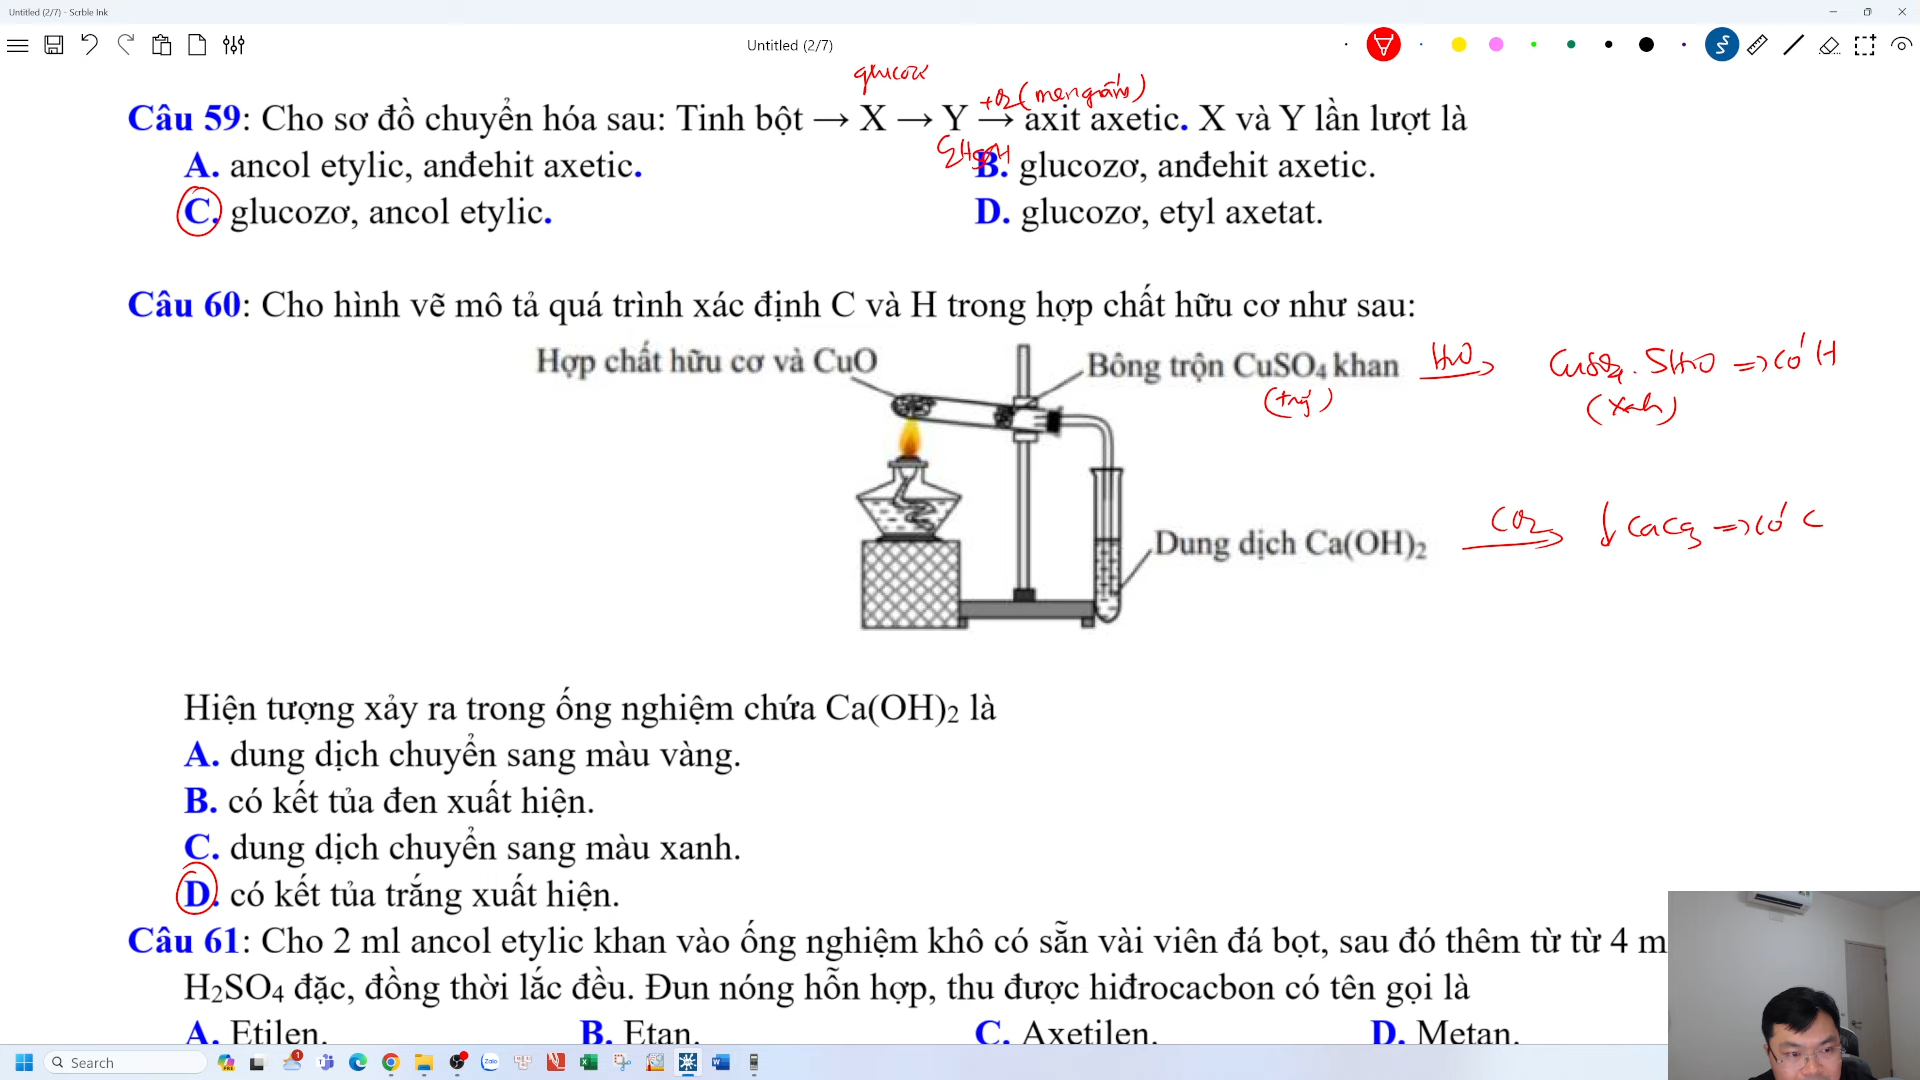 Untitled (2/7) - Scrble Ink
Untitled (2/7)
+O2 (men giấm)
Câu 59: Cho sơ đồ chuyển hóa sau: Tinh bột → X → Y → axit axetic. X và Y lần lượt là
C2H5OH
A. ancol etylic, anđehit axetic.
B. glucozơ, anđehit axetic.
C. glucozơ, ancol etylic.
D. glucozơ, etyl axetat.
Câu 60: Cho hình vẽ mô tả quá trình xác định C và H trong hợp chất hữu cơ như sau:
Hợp chất hữu cơ và CuO
Bông trộn CuSO4 khan
H2O
CuSO4.5H2O => có H
(xanh)
Dung dịch Ca(OH)2
CO2
↓ CaCO3 => có C
Hiện tượng xảy ra trong ống nghiệm chứa Ca(OH)2 là
A. dung dịch chuyển sang màu vàng.
B. có kết tủa đen xuất hiện.
C. dung dịch chuyển sang màu xanh.
D. có kết tủa trắng xuất hiện.
Câu 61: Cho 2 ml ancol etylic khan vào ống nghiệm khô có sẵn vài viên đá bọt, sau đó thêm từ từ 4 m
H2SO4 đặc, đồng thời lắc đều. Đun nóng hỗn hợp, thu được hiđrocacbon có tên gọi là
A. Etilen.
B. Etan.
C. Axetilen.
D. Metan.
Search